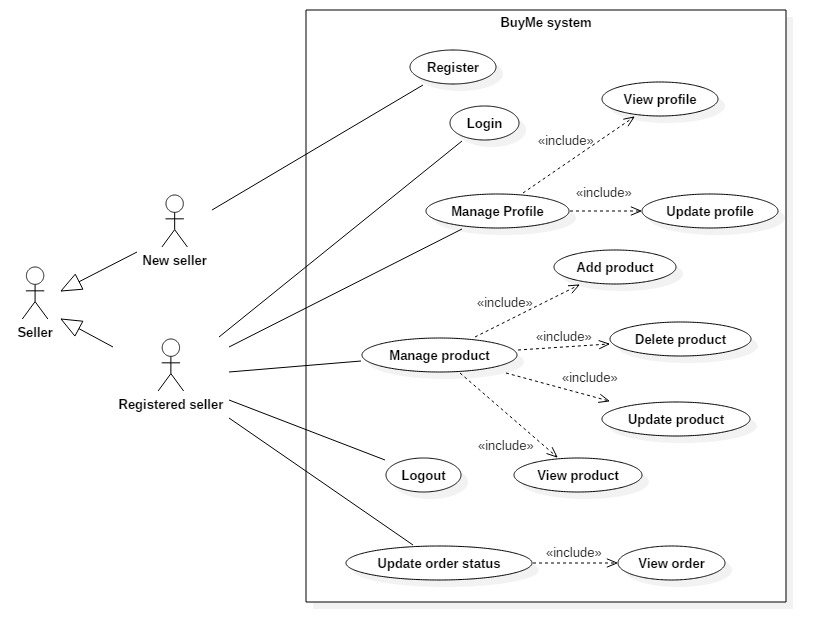 BuyMe system
Register
View profile
Login
«include»
«include»
Manage Profile
Update profile
New seller
Add product
«include»
Seller
«include»
Delete product
Manage product
«include»
Registered seller
Update product
«include»
Logout
View product
«include»
Update order status
View order